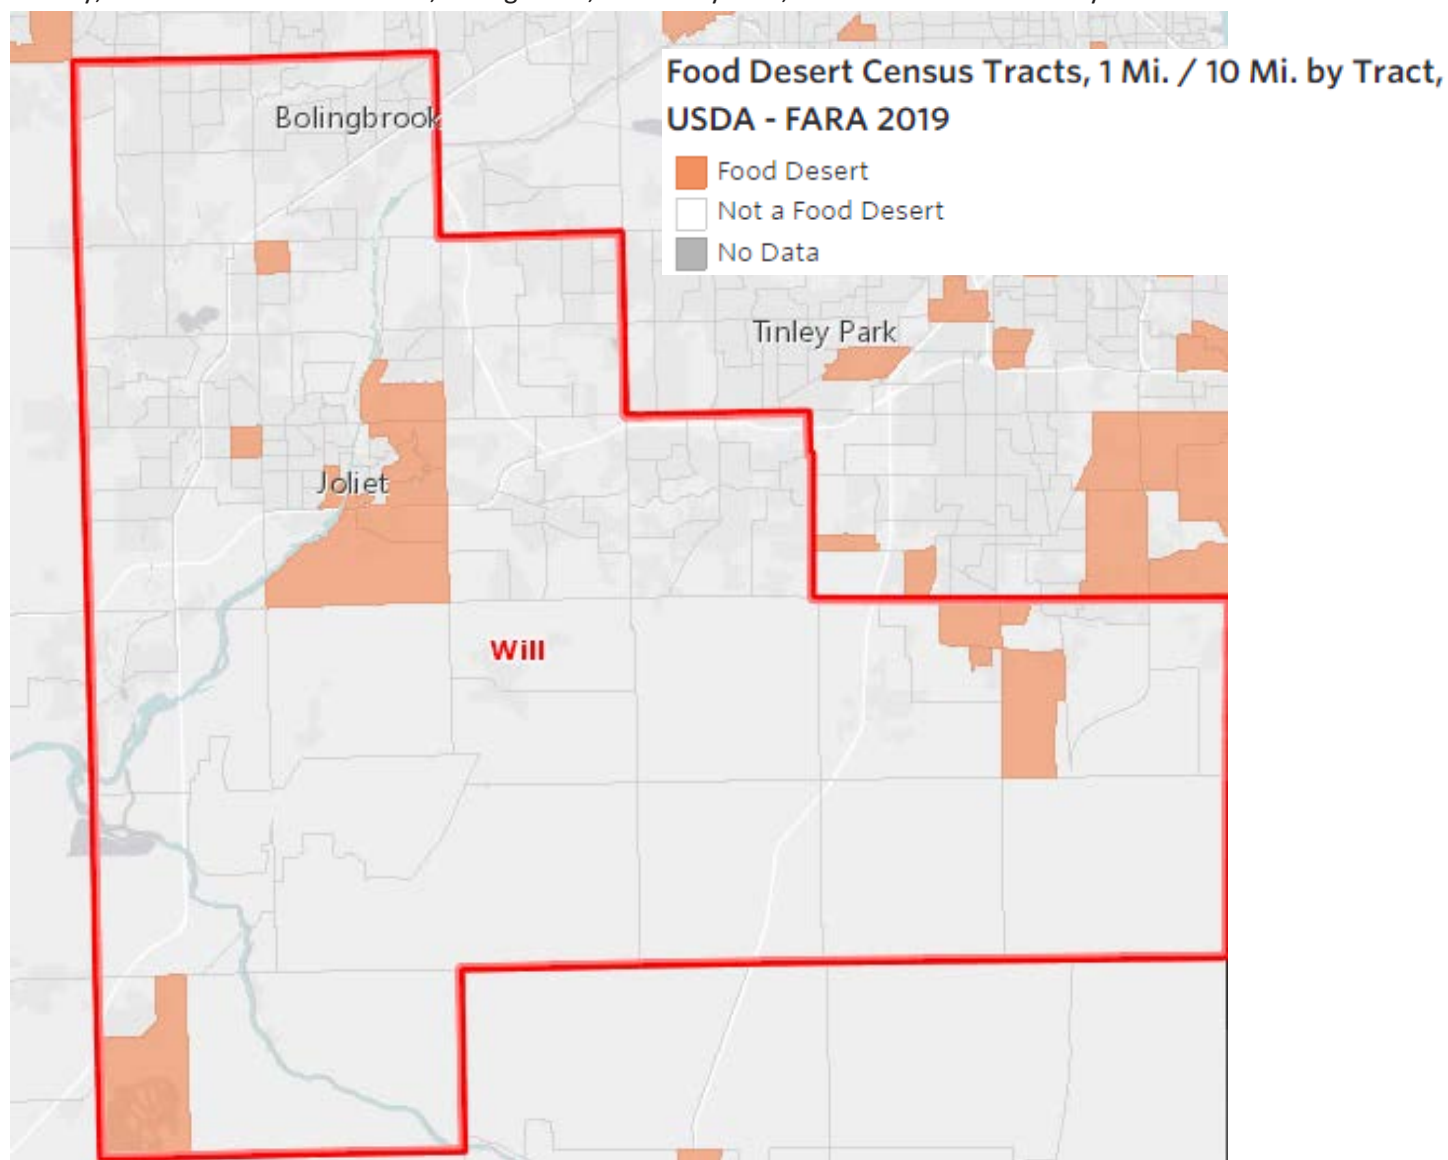 Food Desert Census Tracts, 1 Mi. / 10 Mi. by Tract,
USDA - FARA 2019
Food Desert
Not a Food Desert
No Data
Bolingbrook
Tinley Park
Joliet
Will